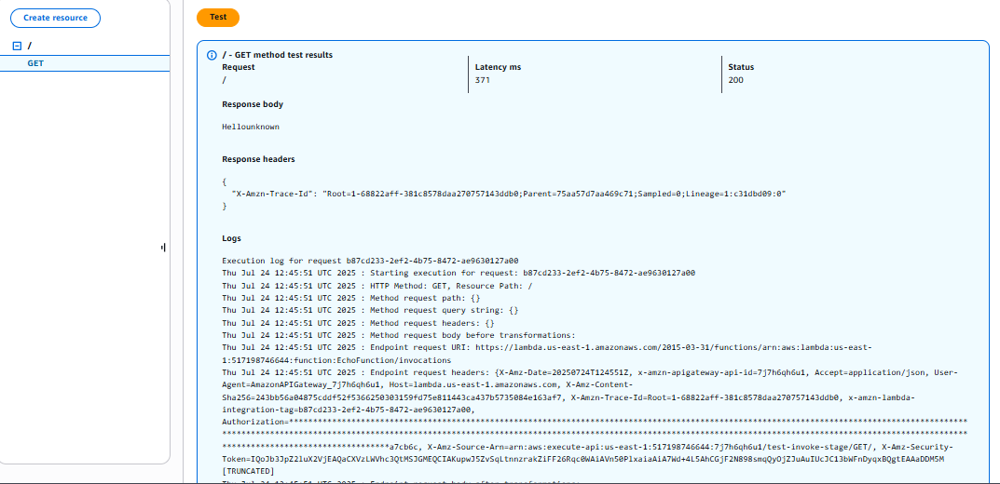 Create resource
/
GET
Test
/ - GET method test results
Request
/
Latency ms
371
Status
200
Response body
Hellounknown
Response headers
{
"X-Amzn-Trace-Id": "Root=1-68822aff-381c8578daa270757143ddb0;Parent=75aa57d7aa469c71;Sampled=0;Lineage=1:c31dbd09:0"
}
Logs
Execution log for request b87cd233-2ef2-4b75-8472-ae9630127a00
Thu Jul 24 12:45:51 UTC 2025 : Starting execution for request: b87cd233-2ef2-4b75-8472-ae9630127a00
Thu Jul 24 12:45:51 UTC 2025 : HTTP Method: GET, Resource Path: /
Thu Jul 24 12:45:51 UTC 2025 : Method request path: {}
Thu Jul 24 12:45:51 UTC 2025 : Method request query string: {}
Thu Jul 24 12:45:51 UTC 2025 : Method request headers: {}
Thu Jul 24 12:45:51 UTC 2025 : Method request body before transformations:
Thu Jul 24 12:45:51 UTC 2025 : Endpoint request URI: https://lambda.us-east-1.amazonaws.com/2015-03-31/functions/arn:aws:lambda:us-east-
1:517198746644:function:EchoFunction/invocations
Thu Jul 24 12:45:51 UTC 2025 : Endpoint request headers: {X-Amz-Date=20250724T124551Z, x-amzn-apigateway-api-id=7j7h6qh6u1, Accept=application/json, User-
Agent=AmazonAPIGateway_7j7h6qh6u1, Host=lambda.us-east-1.amazonaws.com, X-Amz-Content-
Sha256=243bb56a04875cddf52f5366250303159fd75e811443ca437b5735084e163af7, X-Amzn-Trace-Id=Root=1-68822aff-381c8578daa270757143ddb0, x-amzn-lambda-
integration-tag=b87cd233-2ef2-4b75-8472-ae9630127a00,
Authorization=
a7cb6c, X-Amz-Source-Arn=arn:aws:execute-api:us-east-1:517198746644:7j7h6qh6u1/test-invoke-stage/GET/, X-Amz-Security-
[TRUNCATED]